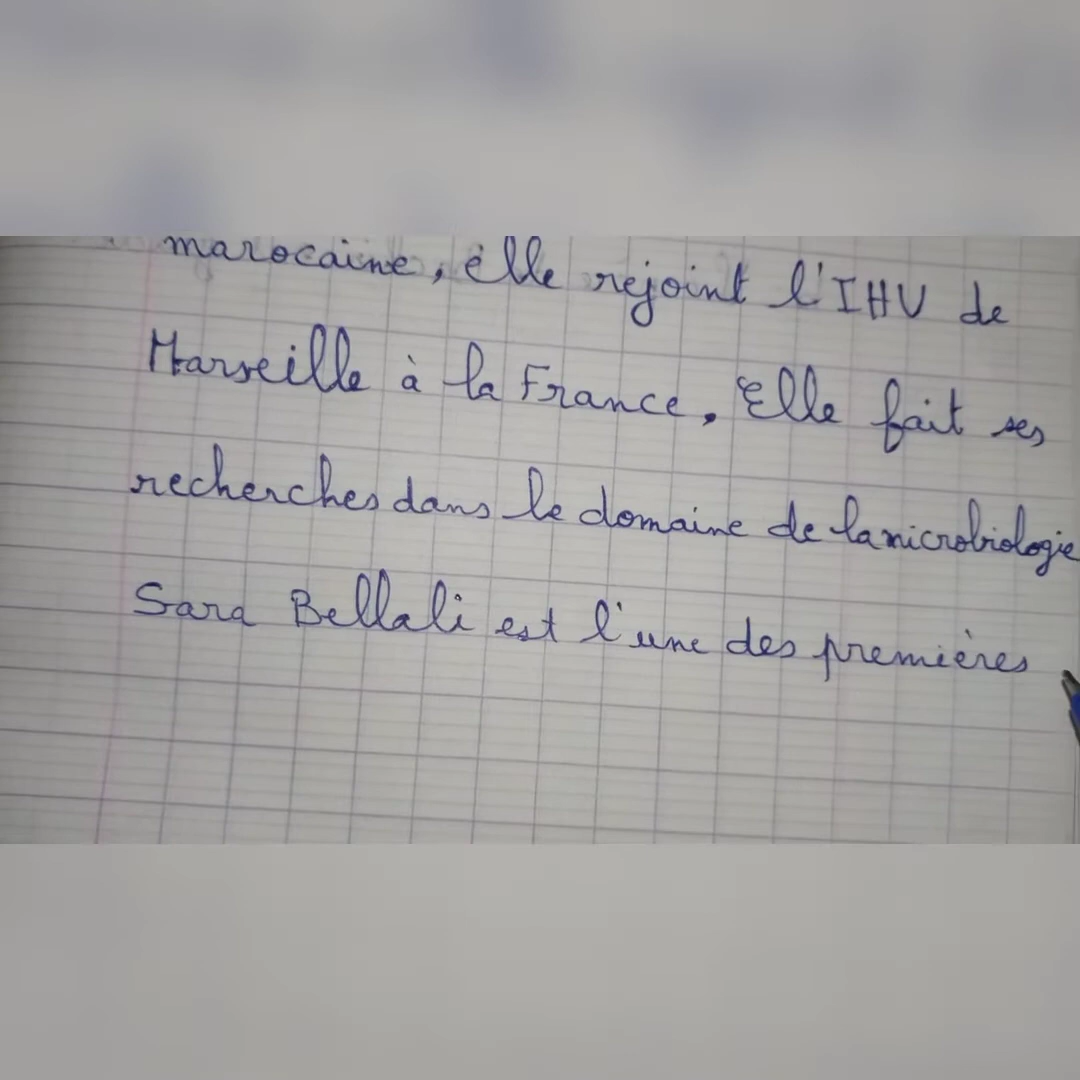 marocaine, elle rejoint l'IHU de
Marseille à la France, Elle fait ses
recherches dans le domaine de la microbiologie
Sara Bellali est l'une des premières